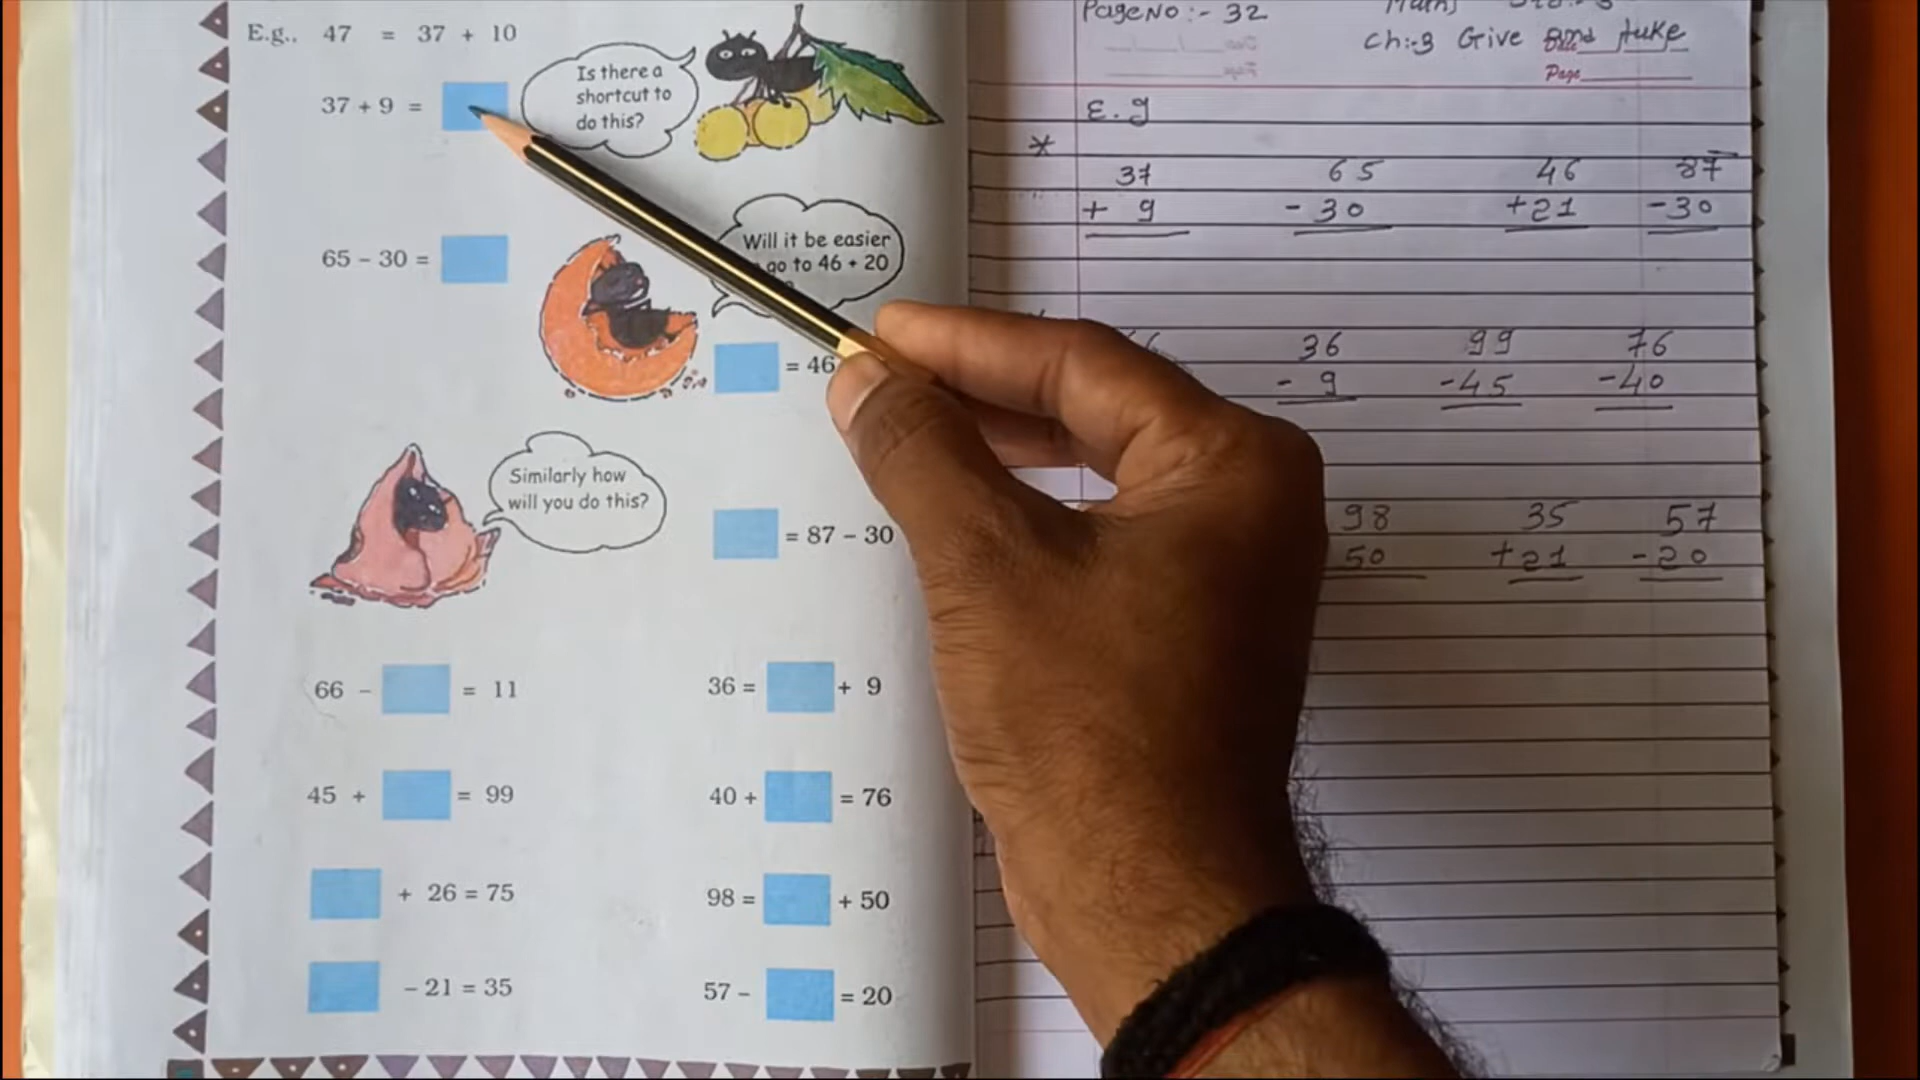 E.g., 47 = 37 + 10
37 + 9 =
Is there a
shortcut to
do this?
65 - 30 =
Will it be easier
go to 46 + 20
= 46
Similarly how
will you do this?
= 87 - 30
66 - = 11
36 = + 9
45 + = 99
40 + = 76
+ 26 = 75
98 = + 50
- 21 = 35
57 - = 20
Page No :- 32
Ch:-3 Give and take
Page
E.g
*
37 65 46 87
+ 9 - 30 +21 -30
36 99 76
- 9 -45 -40
98 35 57
50 +21 -20